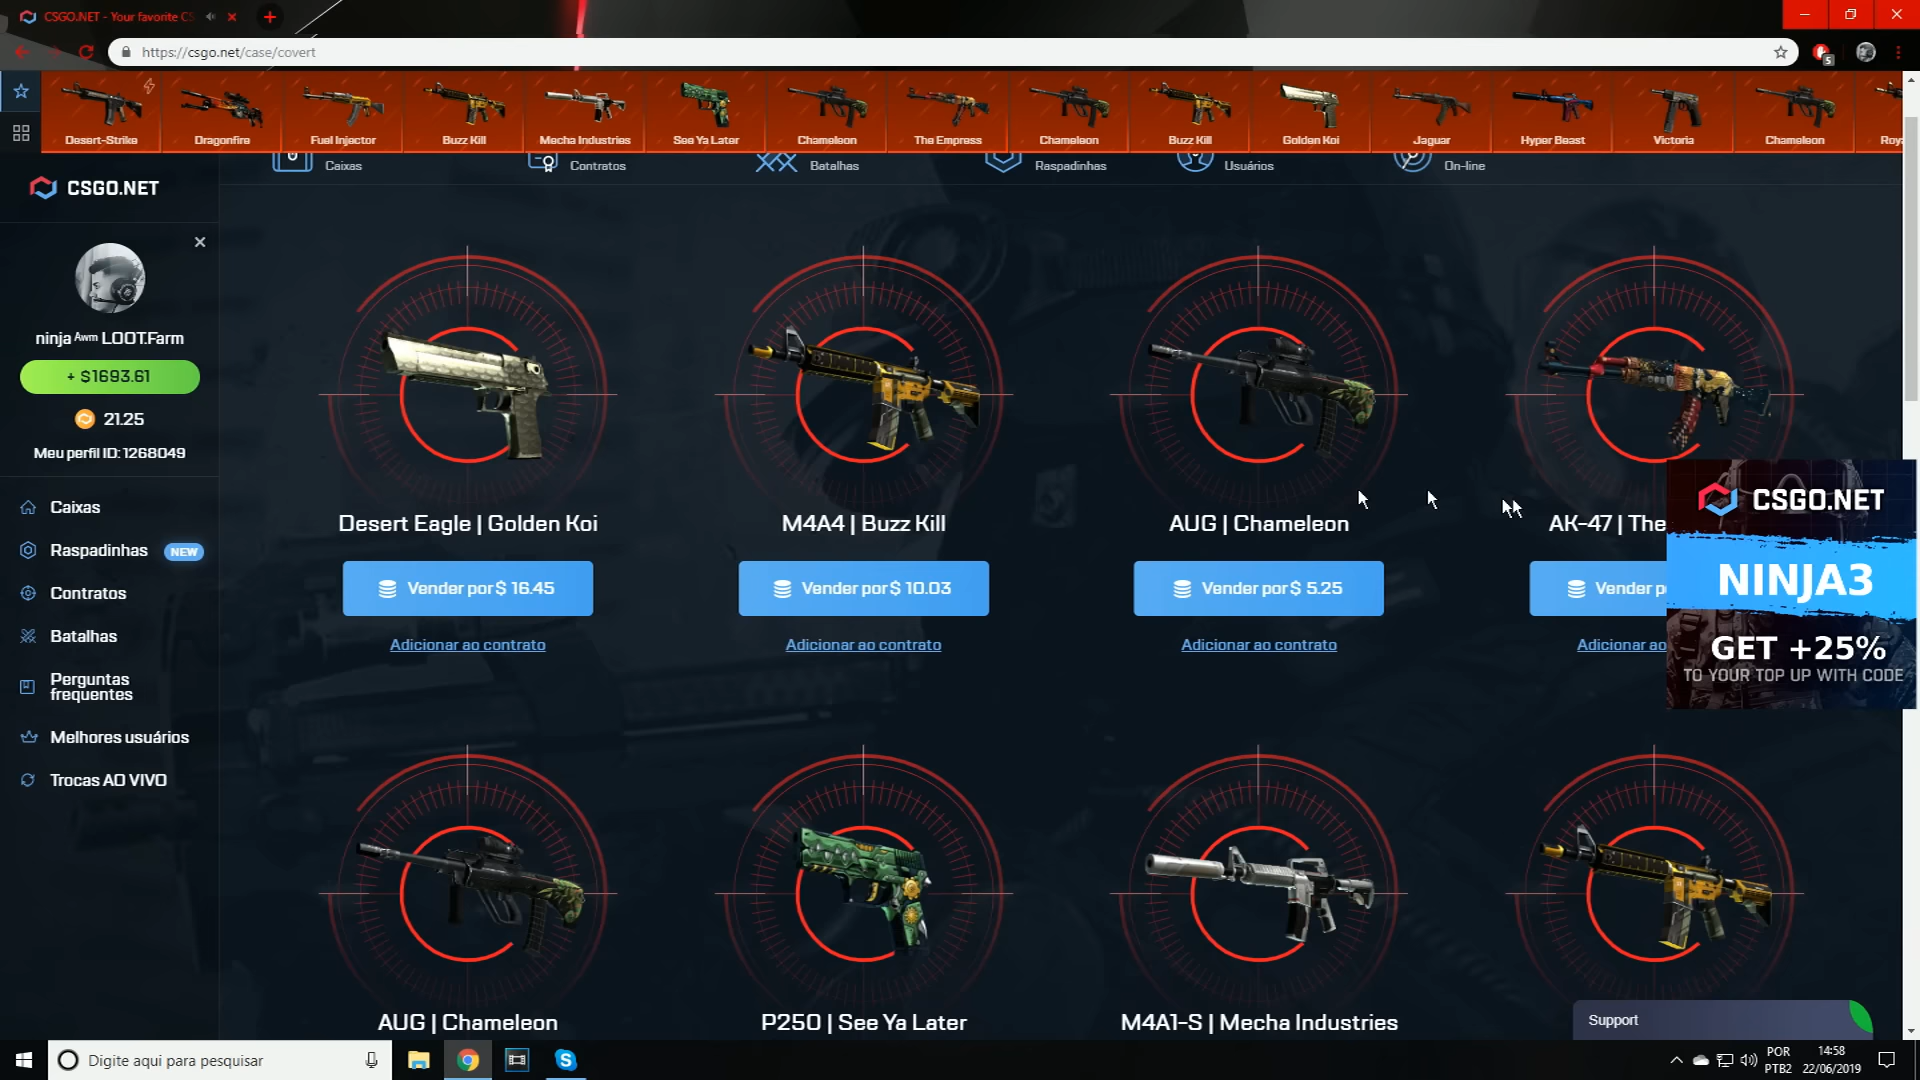 CSGO.NET - Your favorite CS
https://csgo.net/case/covert
5
Desert-Strike
Dragonfire
Fuel Injector
Buzz Kill
Mecha Industries
See Ya Later
Chameleon
The Empress
Chameleon
Buzz Kill
Golden Koi
Jaguar
Hyper Beast
Victoria
Chameleon
Roya
Caixas
Contratos
Batalhas
Raspadinhas
Usuários
On-line
CSGO.NET
ninja ᴬʷᵐ LOOT.Farm
+ $1693.61
21.25
Meu perfil ID: 1268049
Caixas
Raspadinhas NEW
Contratos
Batalhas
Perguntas
frequentes
Melhores usuários
Trocas AO VIVO
Desert Eagle | Golden Koi
Vender por $ 16.45
Adicionar ao contrato
M4A4 | Buzz Kill
Vender por $ 10.03
Adicionar ao contrato
AUG | Chameleon
Vender por $ 5.25
Adicionar ao contrato
AK-47 | The
Vender p
Adicionar ao
CSGO.NET
NINJA3
GET +25%
TO YOUR TOP UP WITH CODE
AUG | Chameleon
P250 | See Ya Later
M4A1-S | Mecha Industries
Support
Digite aqui para pesquisar
POR
PTB2
14:58
22/06/2019